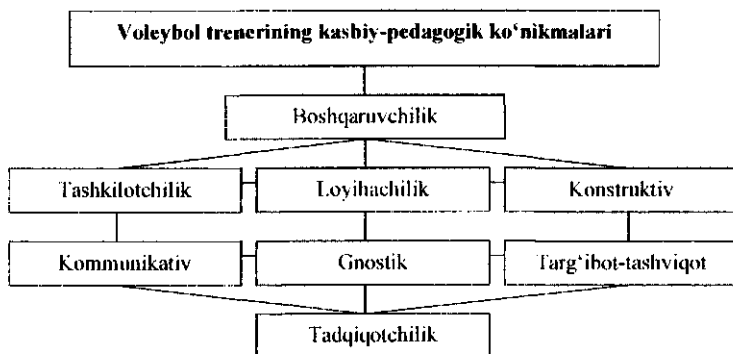 Voleybol trenerining kasbiy-pedagogik ko‘nikmalari
Boshqaruvchilik
Tashkilotchilik
Loyihachilik
Konstruktiv
Kommunikativ
Gnostik
Targ‘ibot-tashviqot
Tadqiqotchilik